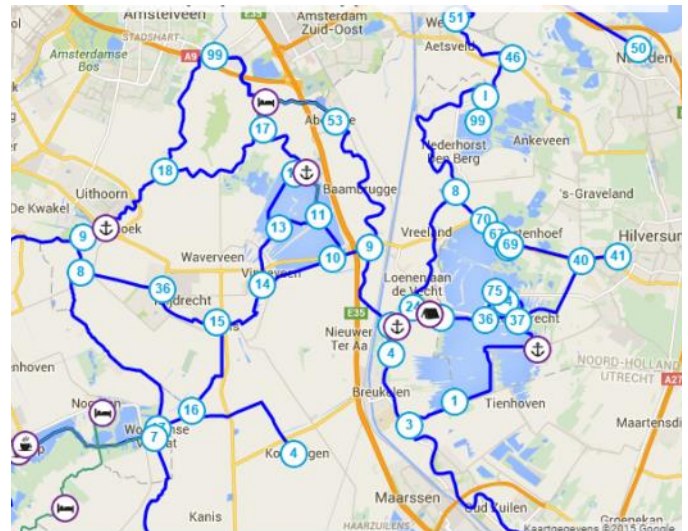 Amstelveen
STADSHART
A9
E35
Amsterdam
Zuid-Oost
51
Aetsveld
46
50
Amsterdamse
Bos
99
I
99
17
53
Ankeveen
Nederhorst
Den Berg
18
Uithoorn
De Kwakel
Baambrugge
8
's-Graveland
9
11
13
70
67
69
Hilversum
Vreeland
9
10
40
41
8
Waverveen
14
36
Loenen aan
de Vecht
75
4
24
36
37
15
E35
Nieuwer
Ter Aa
4
NOORD-HOLLAND
UTRECHT
A27
Breukelen
1
Tienhoven
16
3
Maartensdi
7
7
4
Maarssen
Oud Zuilen
Kanis
HAARZUILENS
Groenekan
Kaartgegevens ©2015 Google